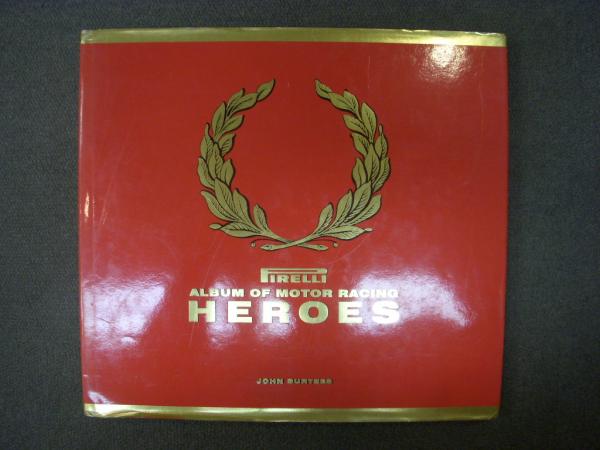 PIRELLI
ALBUM OF MOTOR RACING
HEROES
JOHN SURTEES